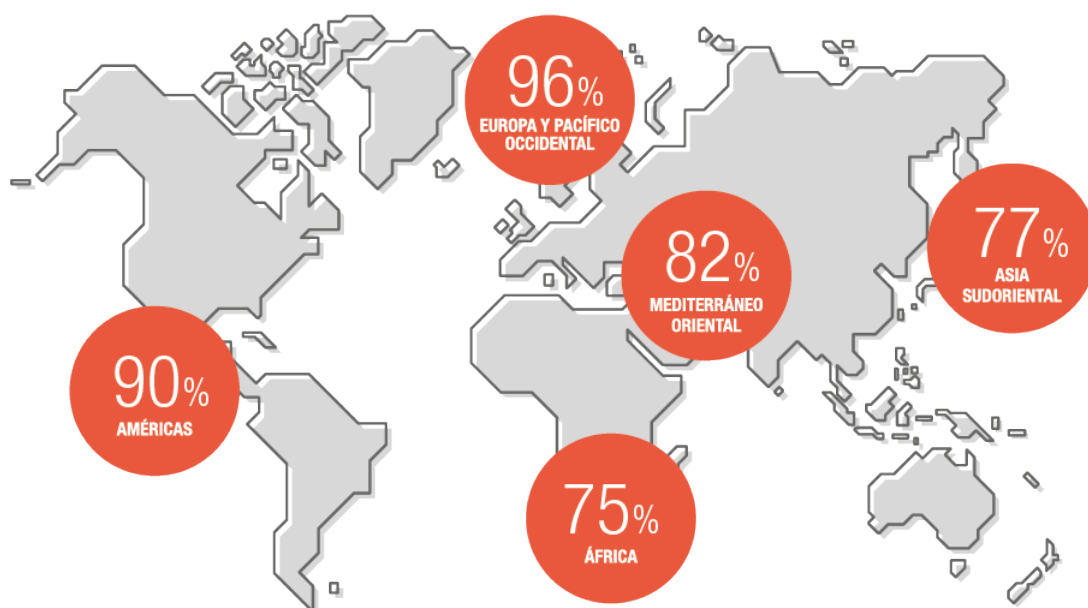 96%
EUROPA Y PACÍFICO
OCCIDENTAL
82%
MEDITERRÁNEO
ORIENTAL
77%
ASIA
SUDORIENTAL
90%
AMÉRICAS
75%
ÁFRICA